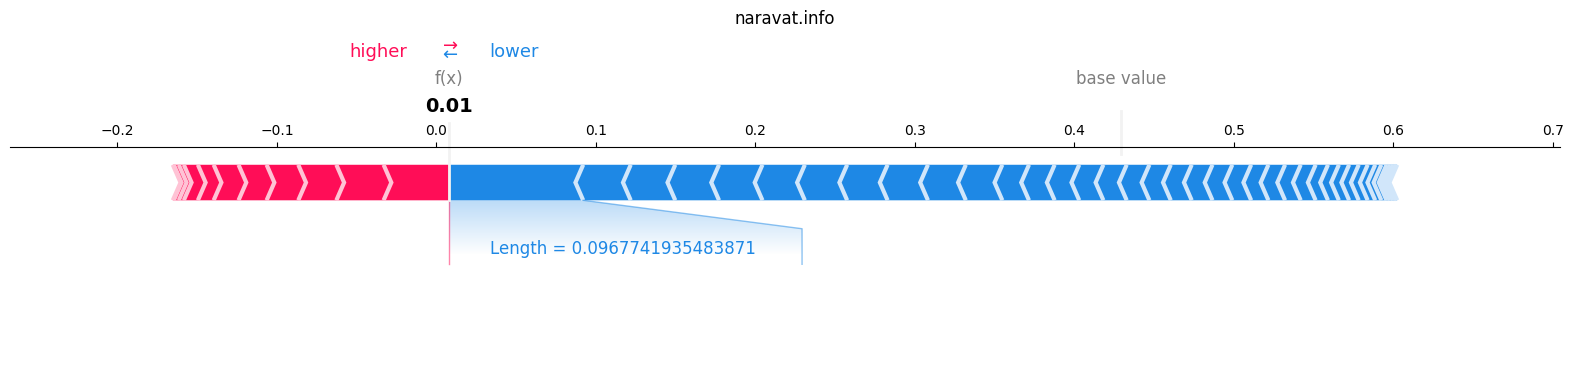 naravat.info
higher ⇄ lower
f(x) base value
0.01
−0.2 −0.1 0.0 0.1 0.2 0.3 0.4 0.5 0.6 0.7
Length = 0.0967741935483871